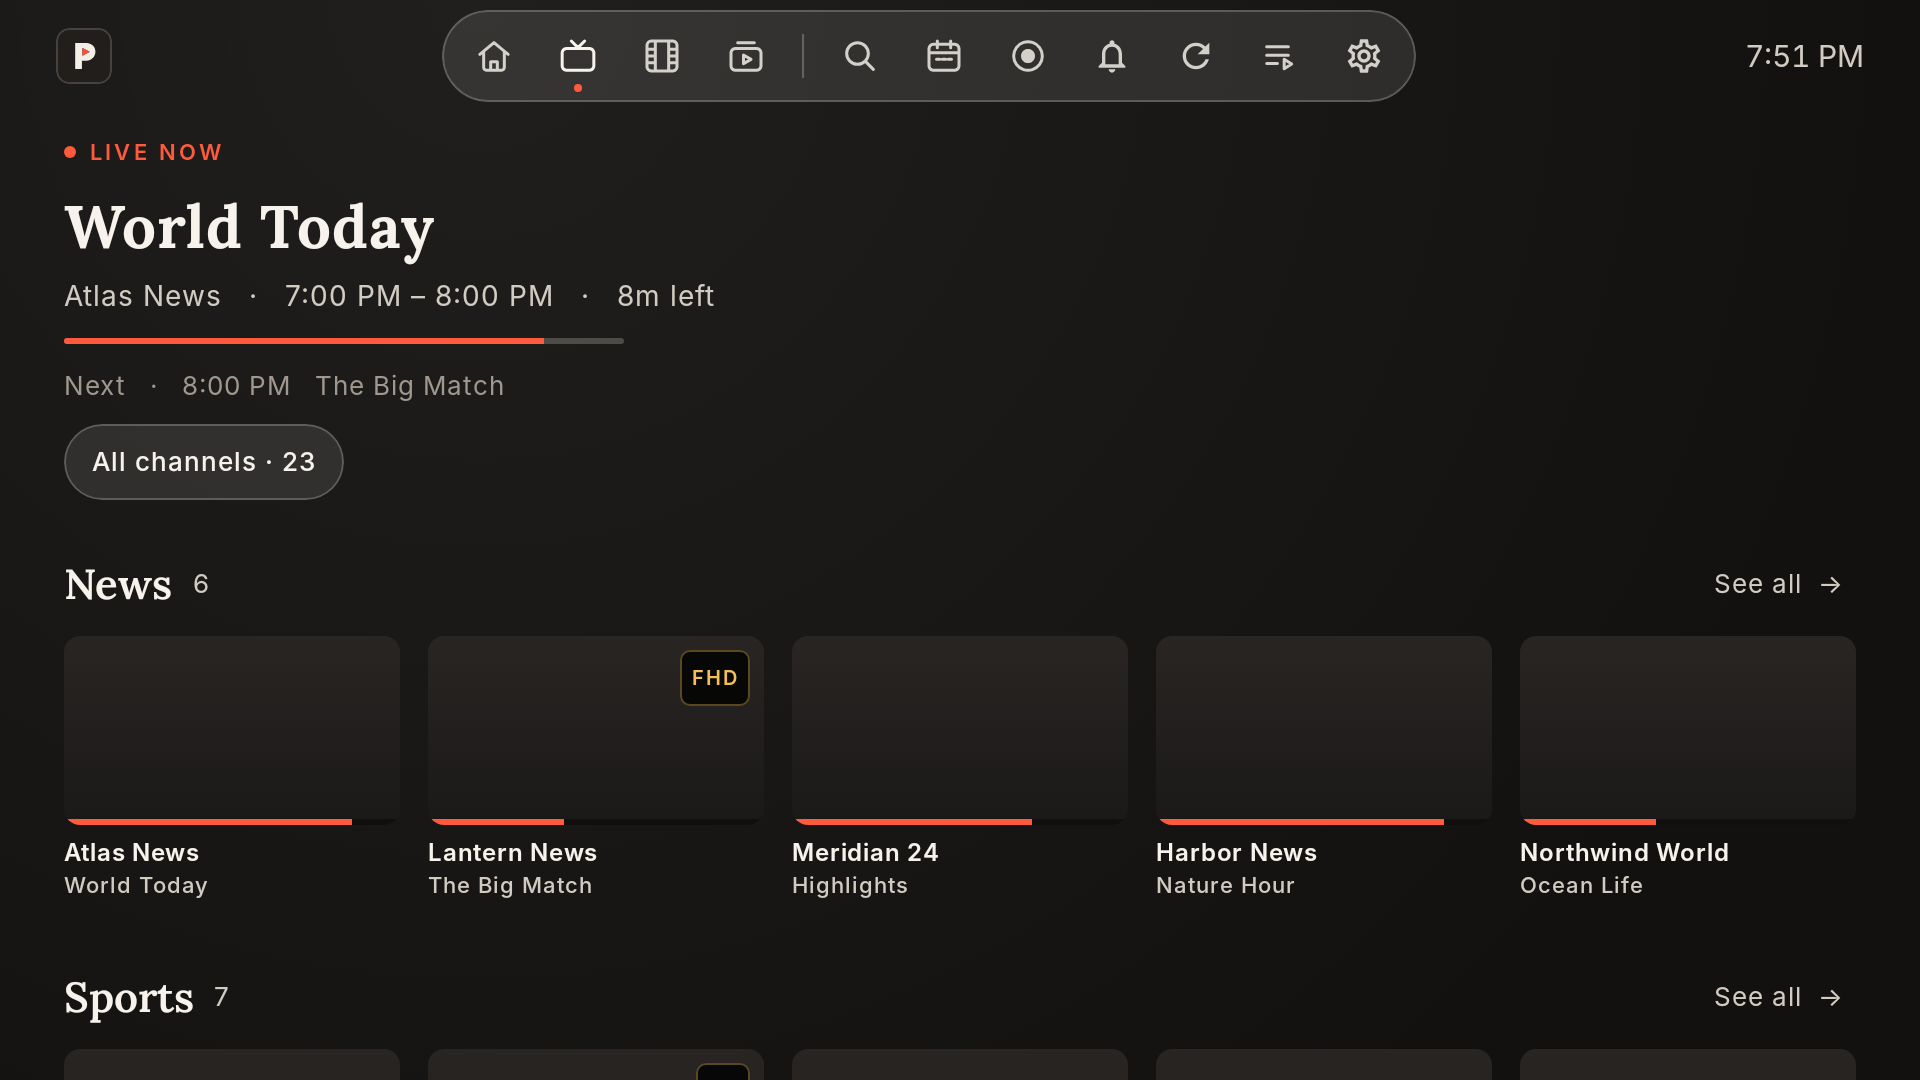 P
7:51 PM
LIVE NOW
World Today
Atlas News · 7:00 PM – 8:00 PM · 8m left
Next · 8:00 PM The Big Match
All channels · 23
News 6
See all →
FHD
Atlas News
World Today
Lantern News
The Big Match
Meridian 24
Highlights
Harbor News
Nature Hour
Northwind World
Ocean Life
Sports 7
See all →